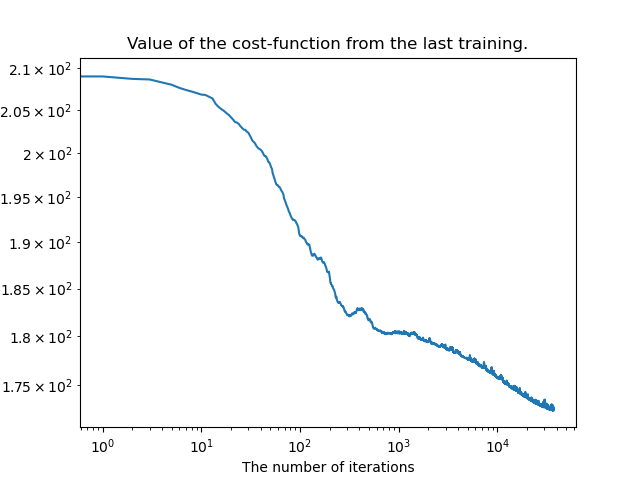 Value of the cost-function from the last training.
2.1 × 10²
2.05 × 10²
2 × 10²
1.95 × 10²
1.9 × 10²
1.85 × 10²
1.8 × 10²
1.75 × 10²
10⁰ 10¹ 10² 10³ 10⁴
The number of iterations